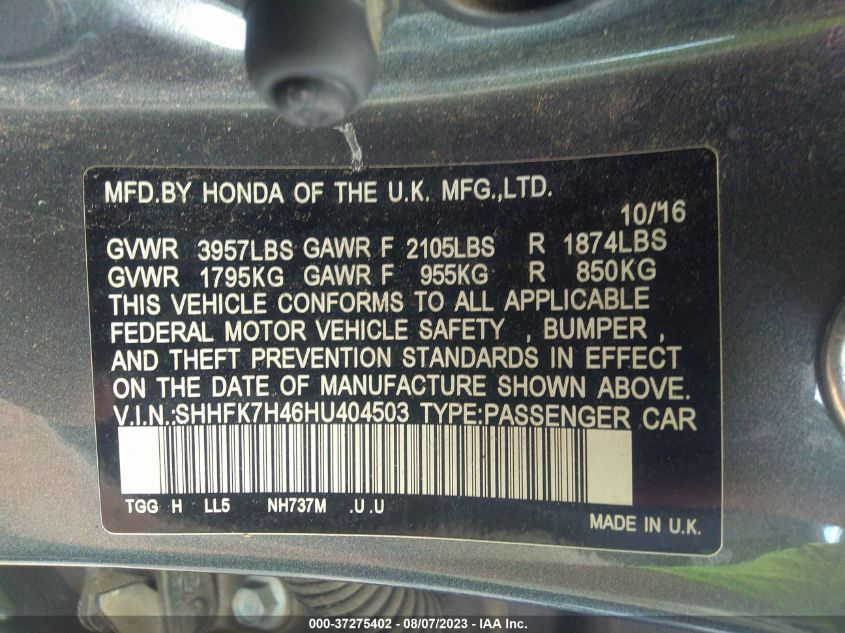 MFD.BY HONDA OF THE U.K. MFG.,LTD.
10/16
GVWR 3957LBS GAWR F 2105LBS R 1874LBS
GVWR 1795KG GAWR F 955KG R 850KG
THIS VEHICLE CONFORMS TO ALL APPLICABLE
FEDERAL MOTOR VEHICLE SAFETY , BUMPER ,
AND THEFT PREVENTION STANDARDS IN EFFECT
ON THE DATE OF MANUFACTURE SHOWN ABOVE.
V.I.N.:SHHFK7H46HU404503 TYPE:PASSENGER CAR
TGG H LL5 NH737M .U .U
MADE IN U.K.
000-37275402 - 08/07/2023 - IAA Inc.